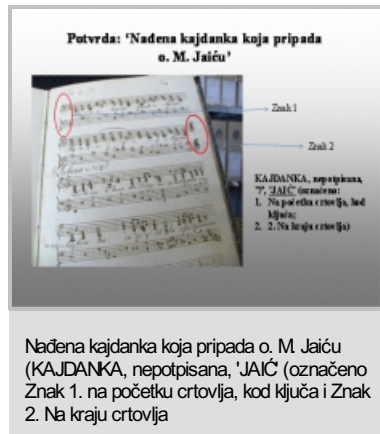 Potvrda: ‘Nađena kajdanka koja pripada
o. M. Jaiću’
Znak 1
Znak 2
KAJDANKA, nepotpisana,
'?', 'JAIĆ' (označeno:
1. Na početku crtovlja, kod
ključa;
2. 2. Na kraju crtovlja)
Nađena kajdanka koja pripada o. M. Jaiću
(KAJDANKA, nepotpisana, 'JAIĆ' (označeno
Znak 1. na početku crtovlja, kod ključa i Znak
2. Na kraju crtovlja